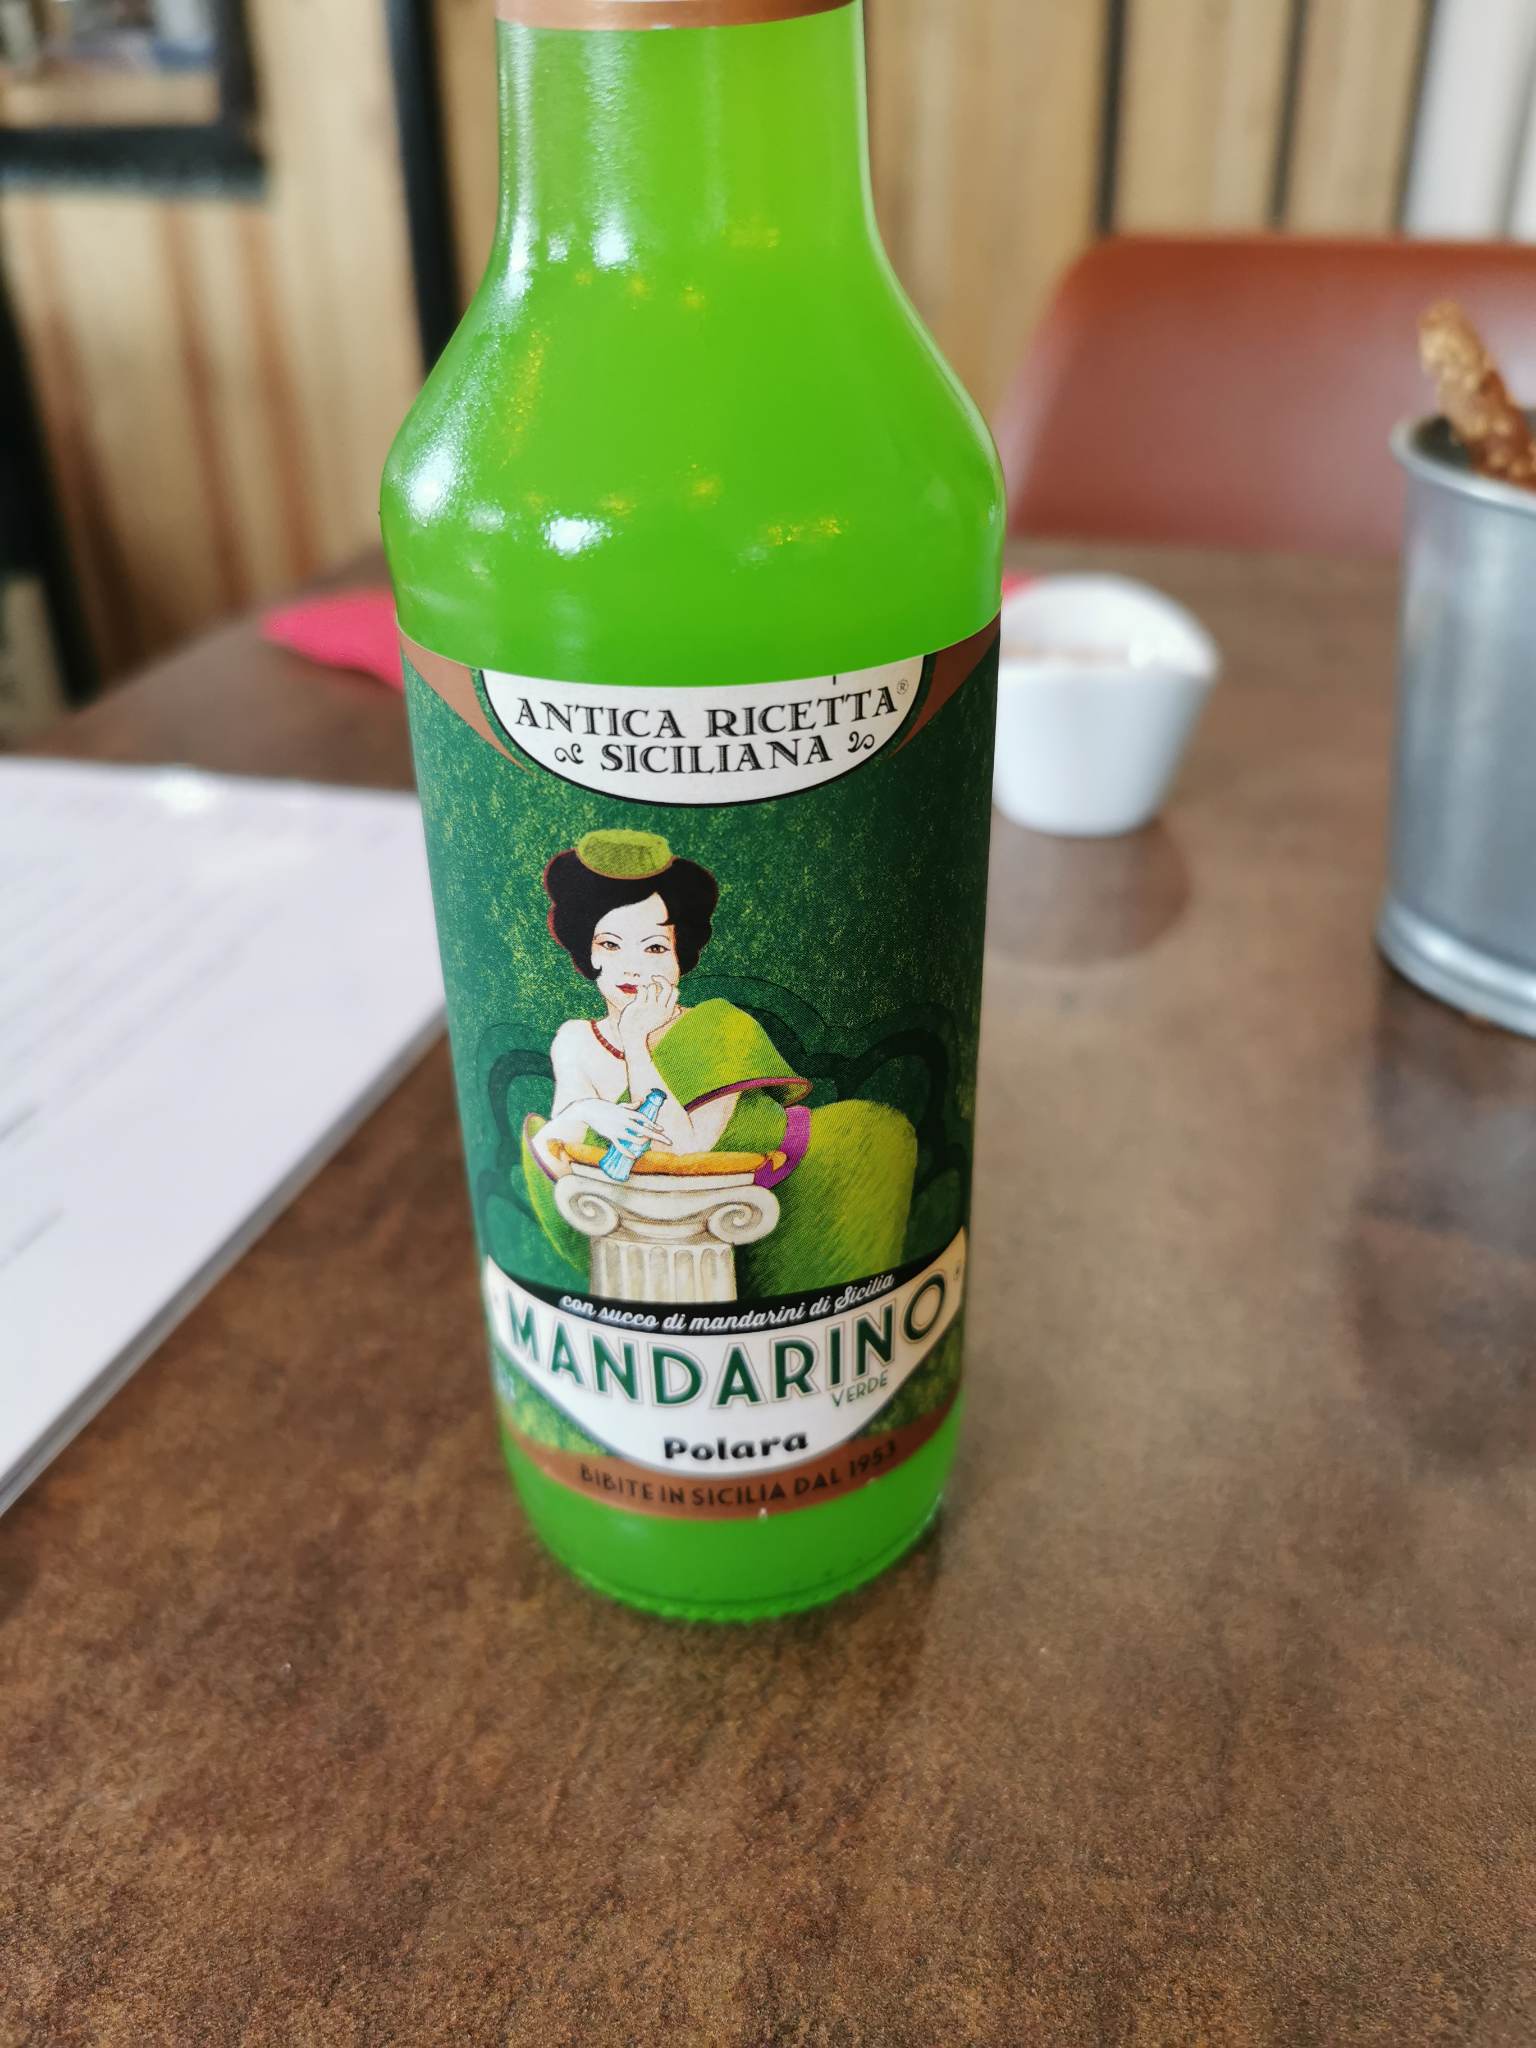 ANTICA RICETTA®
SICILIANA
con succo di mandarini di Sicilia
MANDARINO
VERDE
Polara
BIBITE IN SICILIA DAL 1953